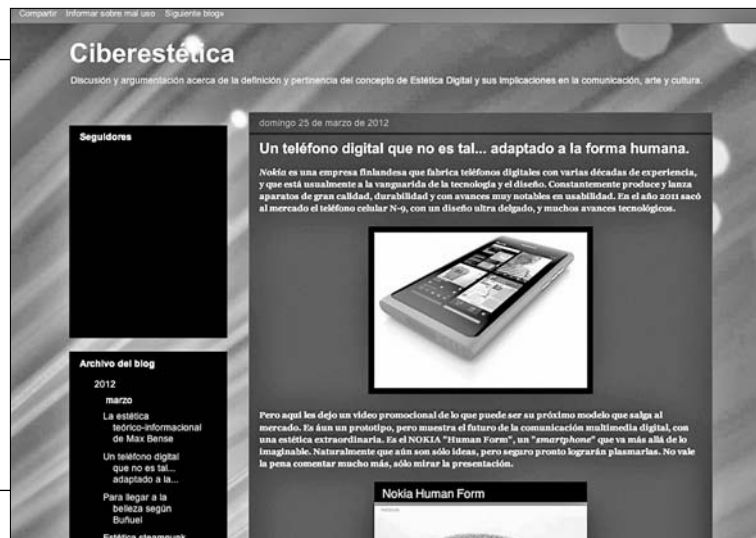 Compartir Informar sobre mal uso Siguiente blog»
Ciberestética
Discusión y argumentación acerca de la definición y pertinencia del concepto de Estética Digital y sus implicaciones en la comunicación, arte y cultura.
Seguidores
Archivo del blog
2012
marzo
La estética
teórico-informacional
de Max Bense
Un teléfono digital
que no es tal...
adaptado a la...
Para llegar a la
belleza según
Buñuel
Estética steampunk
domingo 25 de marzo de 2012
Un teléfono digital que no es tal... adaptado a la forma humana.
Nokia es una empresa finlandesa que fabrica teléfonos digitales con varias décadas de experiencia,
y que está usualmente a la vanguardia de la tecnología y el diseño. Constantemente produce y lanza
aparatos de gran calidad, durabilidad y con avances muy notables en usabilidad. En el año 2011 sacó
al mercado el teléfono celular N-9, con un diseño ultra delgado, y muchos avances tecnológicos.
Pero aquí les dejo un video promocional de lo que puede ser su próximo modelo que salga al
mercado. Es áun un prototipo, pero muestra el futuro de la comunicación multimedia digital, con
una estética extraordinaria. Es el NOKIA "Human Form", un "smartphone" que va más allá de lo
imaginable. Naturalmente que aún son sólo ideas, pero seguro pronto lograrán plasmarlas. No vale
la pena comentar mucho más, sólo mirar la presentación.
Nokia Human Form
NOKIA